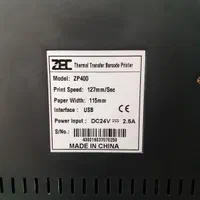 ZEC Thermal Transfer Barcode Printer
Model: ZP400
Print Speed: 127mm/Sec
Paper Width: 115mm
Interface : USB
Power Input : DC24V ⎓ 2.5A
S/No.:
MADE IN CHINA